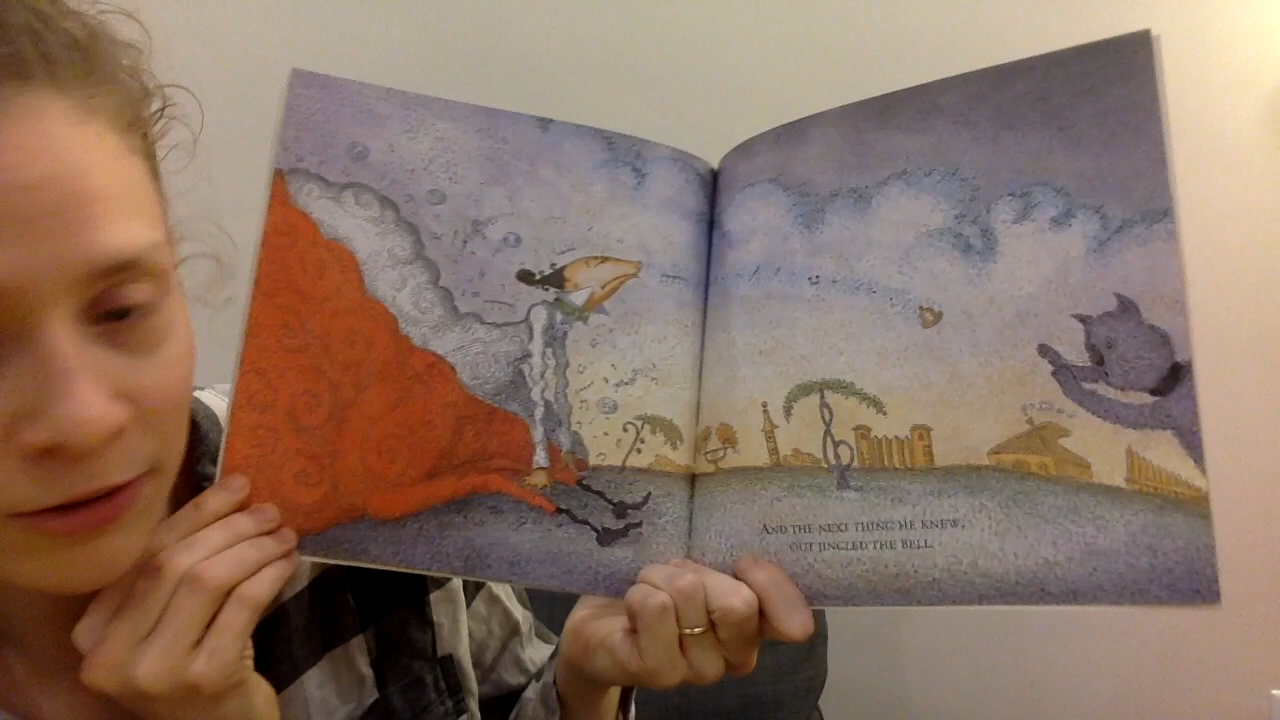 AND THE NEXT THING HE KNEW,
OUT JINGLED THE BELL.